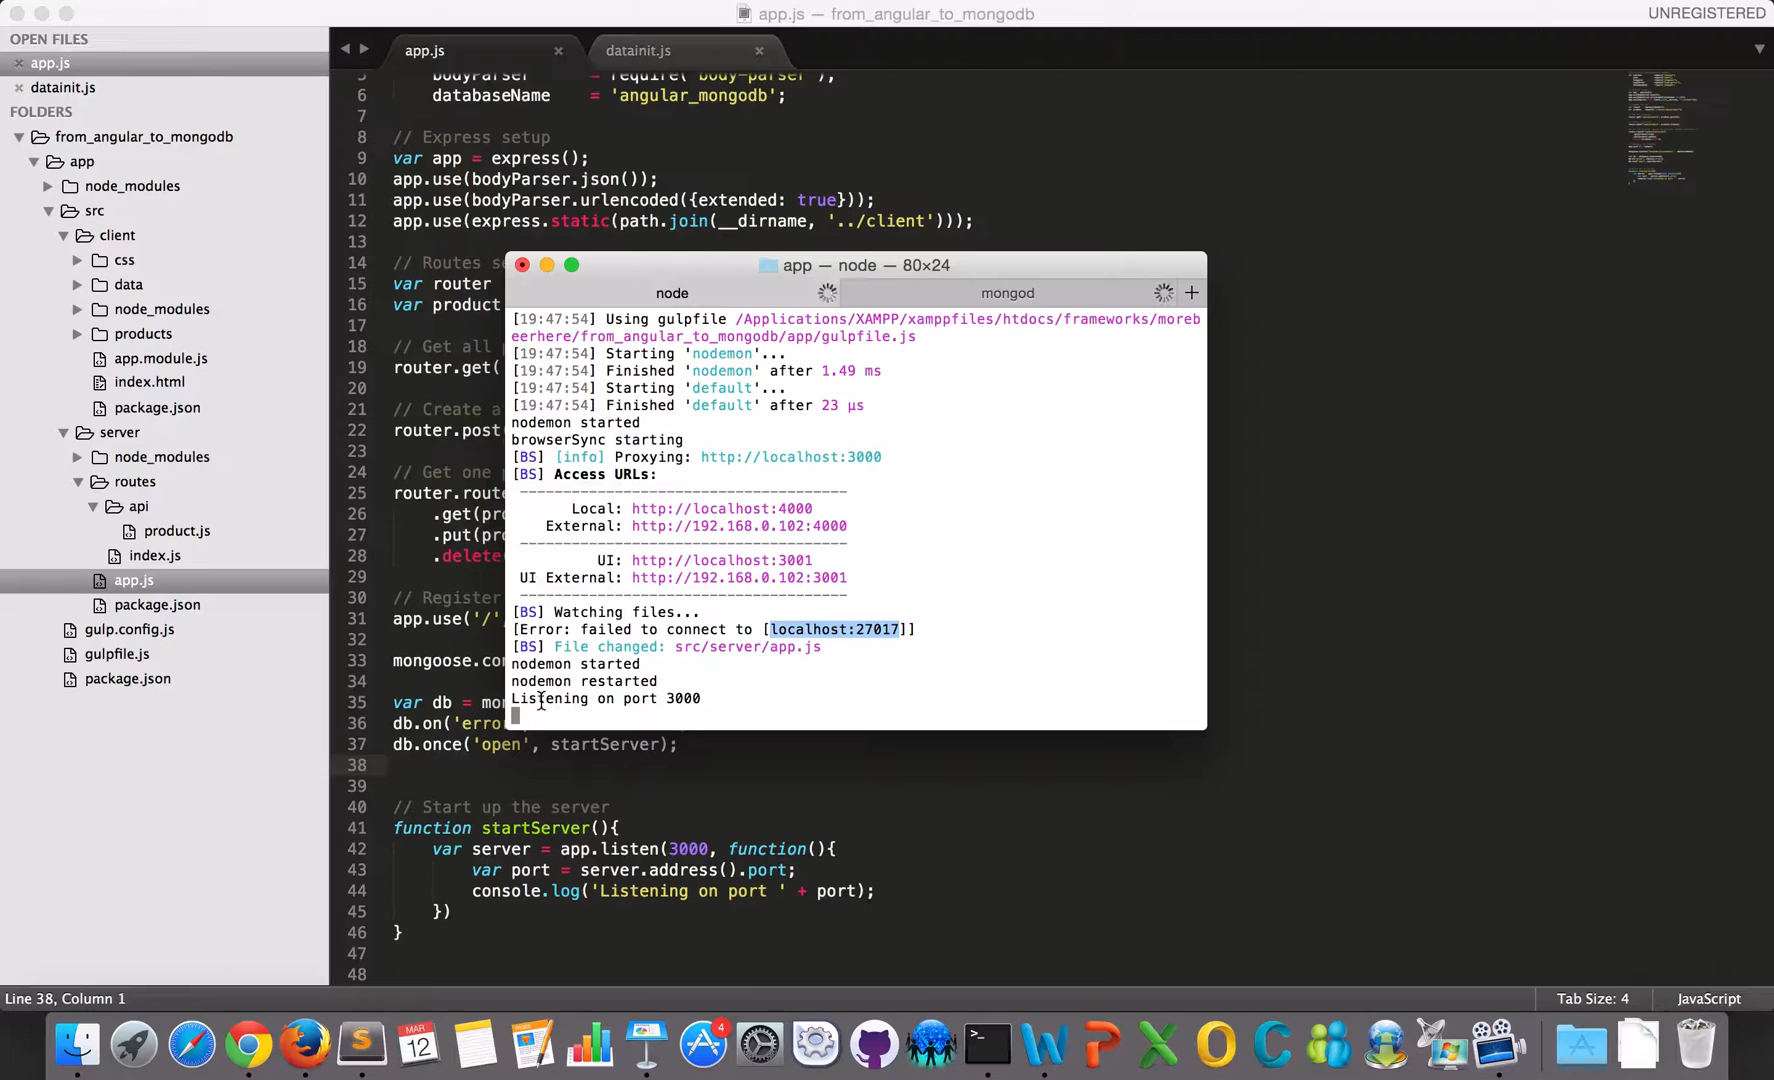 app.js — from_angular_to_mongodb
UNREGISTERED
OPEN FILES
app.js
datainit.js
FOLDERS
from_angular_to_mongodb
app
node_modules
src
client
css
data
node_modules
products
app.module.js
index.html
package.json
server
node_modules
routes
api
product.js
index.js
app.js
package.json
gulp.config.js
gulpfile.js
package.json
app.js
datainit.js
5 bodyParser = require('body-parser'),
6 databaseName = 'angular_mongodb';
7
8 // Express setup
9 var app = express();
10 app.use(bodyParser.json());
11 app.use(bodyParser.urlencoded({extended: true}));
12 app.use(express.static(path.join(__dirname, '../client')));
13
14 // Routes se
15 var router
16 var product
17
18 // Get all p
19 router.get(
20
21 // Create a
22 router.post
23
24 // Get one p
25 router.route
26 .get(pro
27 .put(pro
28 .delete(
29
30 // Register
31 app.use('/',
32
33 mongoose.con
34
35 var db = mon
36 db.on('erro
37 db.once('open', startServer);
38
39
40 // Start up the server
41 function startServer(){
42 var server = app.listen(3000, function(){
43 var port = server.address().port;
44 console.log('Listening on port ' + port);
45 })
46 }
47
48
app — node — 80×24
node
mongod
[19:47:54] Using gulpfile /Applications/XAMPP/xamppfiles/htdocs/frameworks/moreb
eerhere/from_angular_to_mongodb/app/gulpfile.js
[19:47:54] Starting 'nodemon'...
[19:47:54] Finished 'nodemon' after 1.49 ms
[19:47:54] Starting 'default'...
[19:47:54] Finished 'default' after 23 μs
nodemon started
browserSync starting
[BS] [info] Proxying: http://localhost:3000
[BS] Access URLs:
--------------------------------------
Local: http://localhost:4000
External: http://192.168.0.102:4000
--------------------------------------
UI: http://localhost:3001
UI External: http://192.168.0.102:3001
--------------------------------------
[BS] Watching files...
[Error: failed to connect to [localhost:27017]]
[BS] File changed: src/server/app.js
nodemon started
nodemon restarted
Listening on port 3000
Line 38, Column 1
Tab Size: 4
JavaScript
MAR
12
4